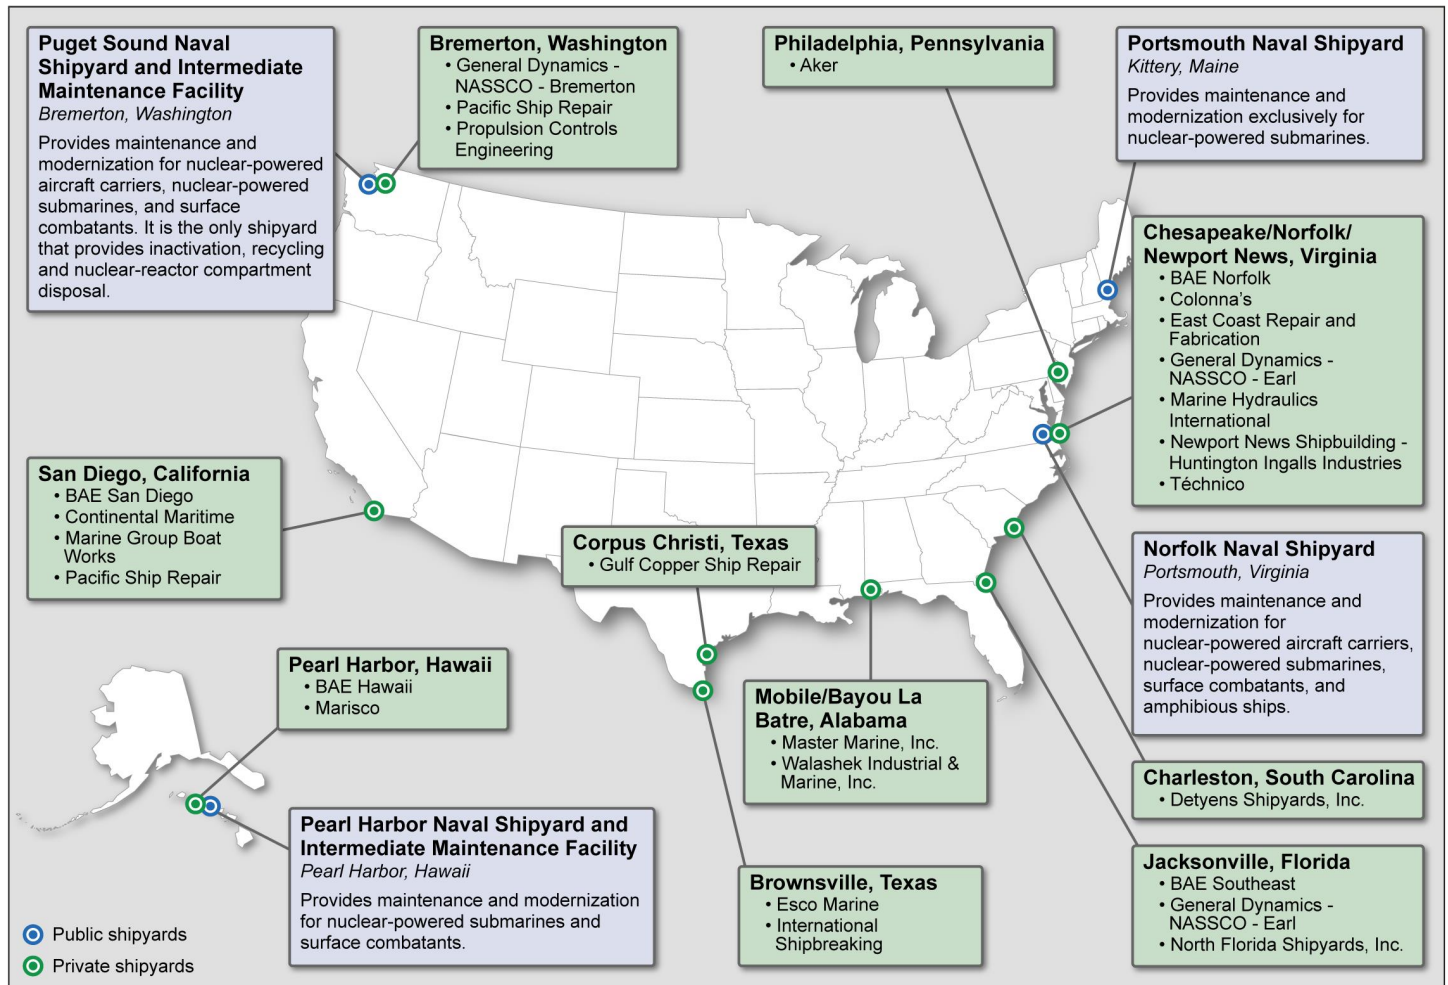 Puget Sound Naval
Shipyard and Intermediate
Maintenance Facility
Bremerton, Washington
Provides maintenance and
modernization for nuclear-powered
aircraft carriers, nuclear-powered
submarines, and surface
combatants. It is the only shipyard
that provides inactivation, recycling
and nuclear-reactor compartment
disposal.
Bremerton, Washington
• General Dynamics -
NASSCO - Bremerton
• Pacific Ship Repair
• Propulsion Controls
Engineering
Philadelphia, Pennsylvania
• Aker
Portsmouth Naval Shipyard
Kittery, Maine
Provides maintenance and
modernization exclusively for
nuclear-powered submarines.
Chesapeake/Norfolk/
Newport News, Virginia
• BAE Norfolk
• Colonna's
• East Coast Repair and
Fabrication
• General Dynamics -
NASSCO - Earl
• Marine Hydraulics
International
• Newport News Shipbuilding -
Huntington Ingalls Industries
• Téchnico
San Diego, California
• BAE San Diego
• Continental Maritime
• Marine Group Boat
Works
• Pacific Ship Repair
Corpus Christi, Texas
• Gulf Copper Ship Repair
Norfolk Naval Shipyard
Portsmouth, Virginia
Provides maintenance and
modernization for
nuclear-powered aircraft carriers,
nuclear-powered submarines,
surface combatants, and
amphibious ships.
Pearl Harbor, Hawaii
• BAE Hawaii
• Marisco
Mobile/Bayou La
Batre, Alabama
• Master Marine, Inc.
• Walashek Industrial &
Marine, Inc.
Charleston, South Carolina
• Detyens Shipyards, Inc.
Pearl Harbor Naval Shipyard and
Intermediate Maintenance Facility
Pearl Harbor, Hawaii
Provides maintenance and modernization
for nuclear-powered submarines and
surface combatants.
Brownsville, Texas
• Esco Marine
• International
Shipbreaking
Jacksonville, Florida
• BAE Southeast
• General Dynamics -
NASSCO - Earl
• North Florida Shipyards, Inc.
Public shipyards
Private shipyards